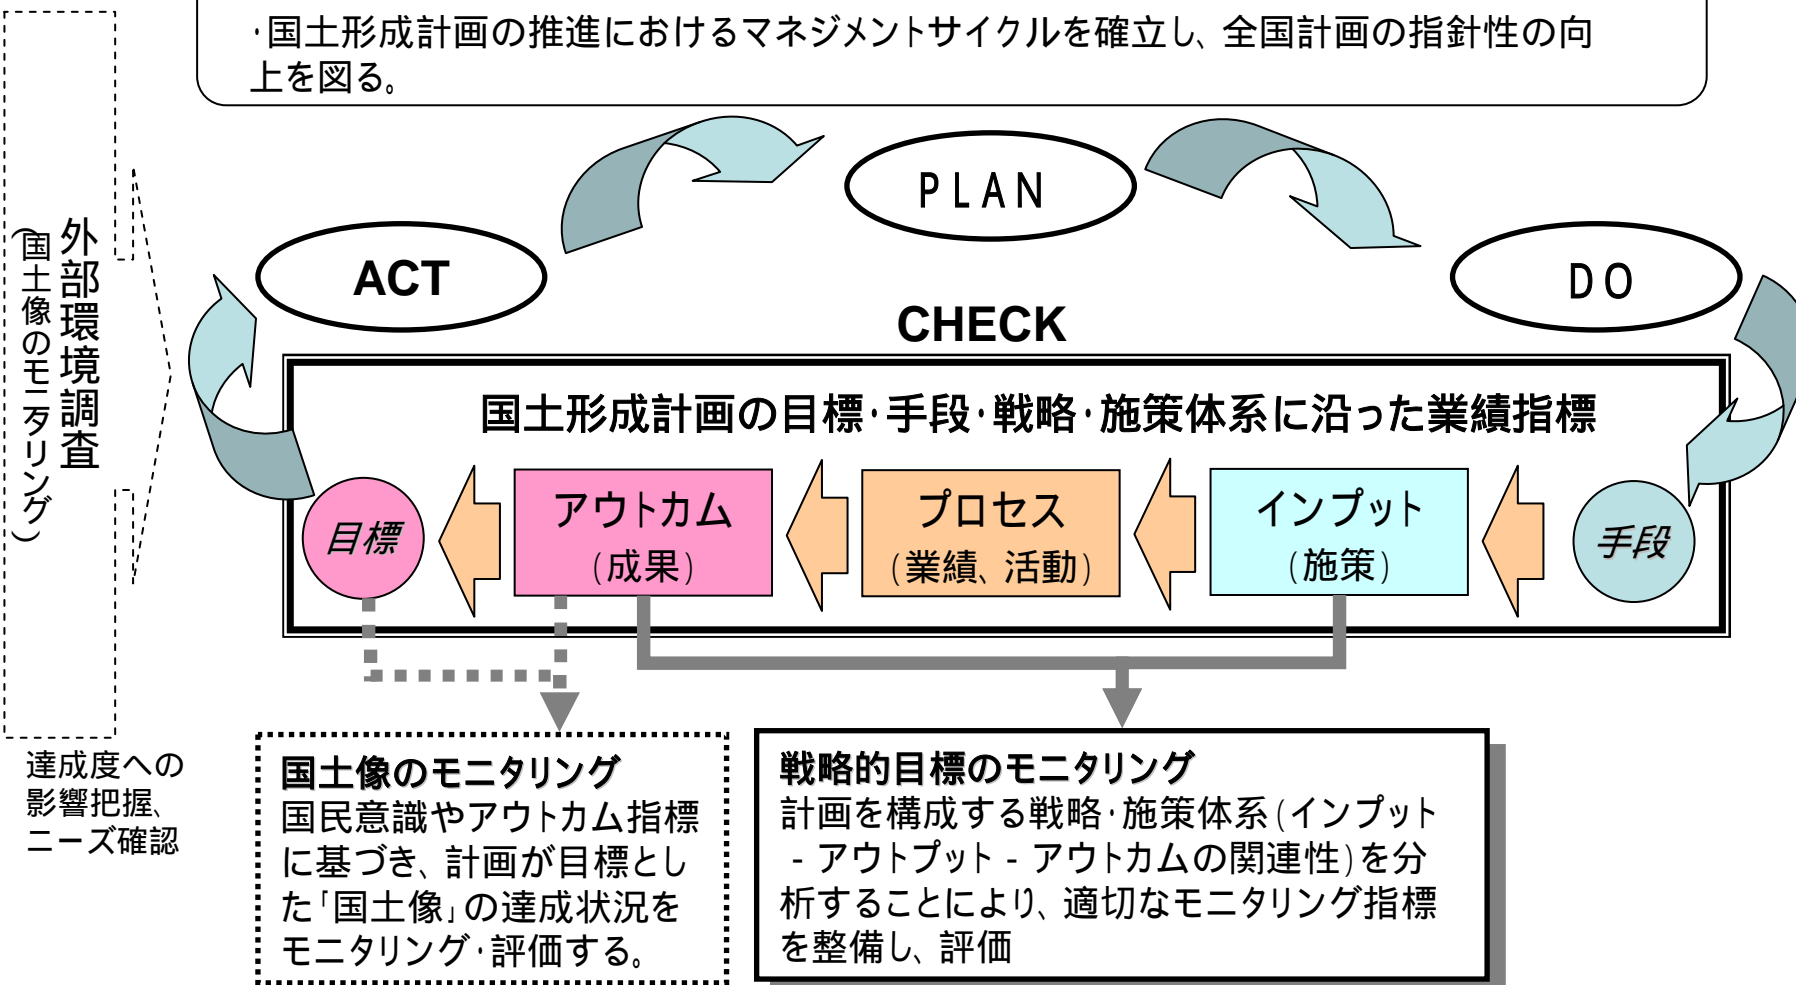 ・国土形成計画の推進におけるマネジメントサイクルを確立し、全国計画の指針性の向
上を図る。
PLAN
ACT
DO
CHECK
外部環境調査
（国土像のモニタリング）
国土形成計画の目標・手段・戦略・施策体系に沿った業績指標
目標
アウトカム
（成果）
プロセス
（業績、活動）
インプット
（施策）
手段
達成度への
影響把握、
ニーズ確認
国土像のモニタリング
国民意識やアウトカム指標
に基づき、計画が目標とし
た「国土像」の達成状況を
モニタリング・評価する。
戦略的目標のモニタリング
計画を構成する戦略・施策体系（インプット
- アウトプット - アウトカムの関連性）を分
析することにより、適切なモニタリング指標
を整備し、評価